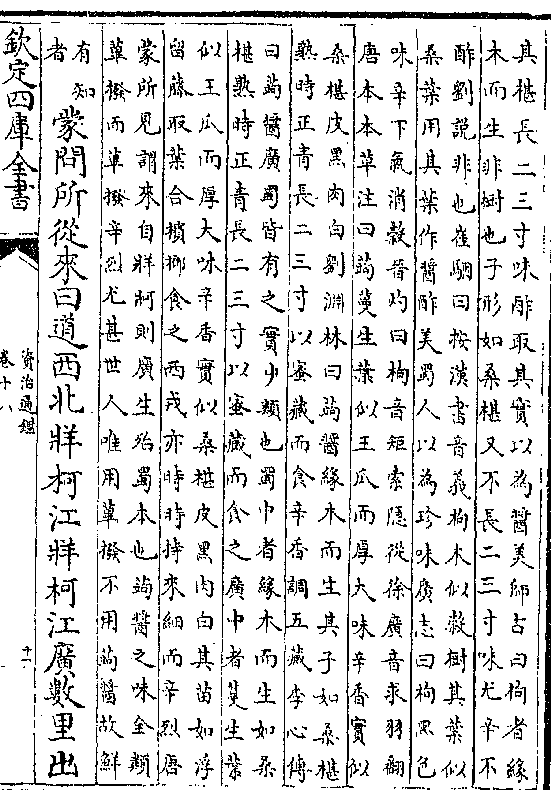 其椹長二三寸味酢取其實以為醬美師古曰枸者緣
木而生非樹也子形如桑椹又不長二三寸味尤辛不
酢劉說非也崔駰曰按漢書音義枸木似穀樹其葉似
桑葉用其葉作醬酢美蜀人以為珍味廣志曰枸黑色
味辛下氣消穀晉灼曰枸音矩索隱從徐廣音求羽翻
唐本本草注曰蒟蔓生葉似王瓜而厚大味辛香實似
桑椹皮黑肉白劉淵林曰蒟醬緣木而生其子如桑椹
熟時正青長二三寸以蜜藏而食辛香調五藏李心傳
曰蒟醬廣蜀皆有之實少類也蜀中者緣木而生如桑
椹熟時正青長二三寸以蜜藏而食之廣中者蔓生葉
似王瓜而厚大味辛香實似桑椹皮黑肉白其苗如浮
留藤取葉合檳榔食之西戎亦時時持來細而辛烈唐
蒙所見謂來自牂柯則廣生殆蜀本也蒟醬之味全類
蓽撥而蓽撥辛烈尤甚世人唯用蓽撥不用蒟醬故鮮
有知
者
蒙問所從來曰道西北牂柯江牂柯江廣數里出
欽定四庫全書
資治通鑑
卷十八
十一